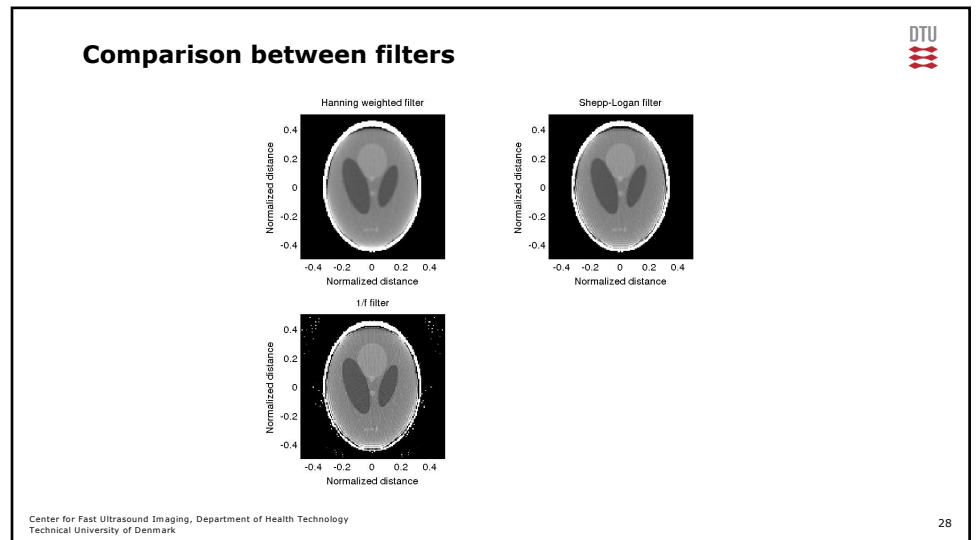 Comparison between filters
DTU
Hanning weighted filter
Normalized distance
0.4
0.2
0
-0.2
-0.4
-0.4 -0.2 0 0.2 0.4
Normalized distance
Shepp-Logan filter
Normalized distance
0.4
0.2
0
-0.2
-0.4
-0.4 -0.2 0 0.2 0.4
Normalized distance
1/f filter
Normalized distance
0.4
0.2
0
-0.2
-0.4
-0.4 -0.2 0 0.2 0.4
Normalized distance
Center for Fast Ultrasound Imaging, Department of Health Technology
Technical University of Denmark
28